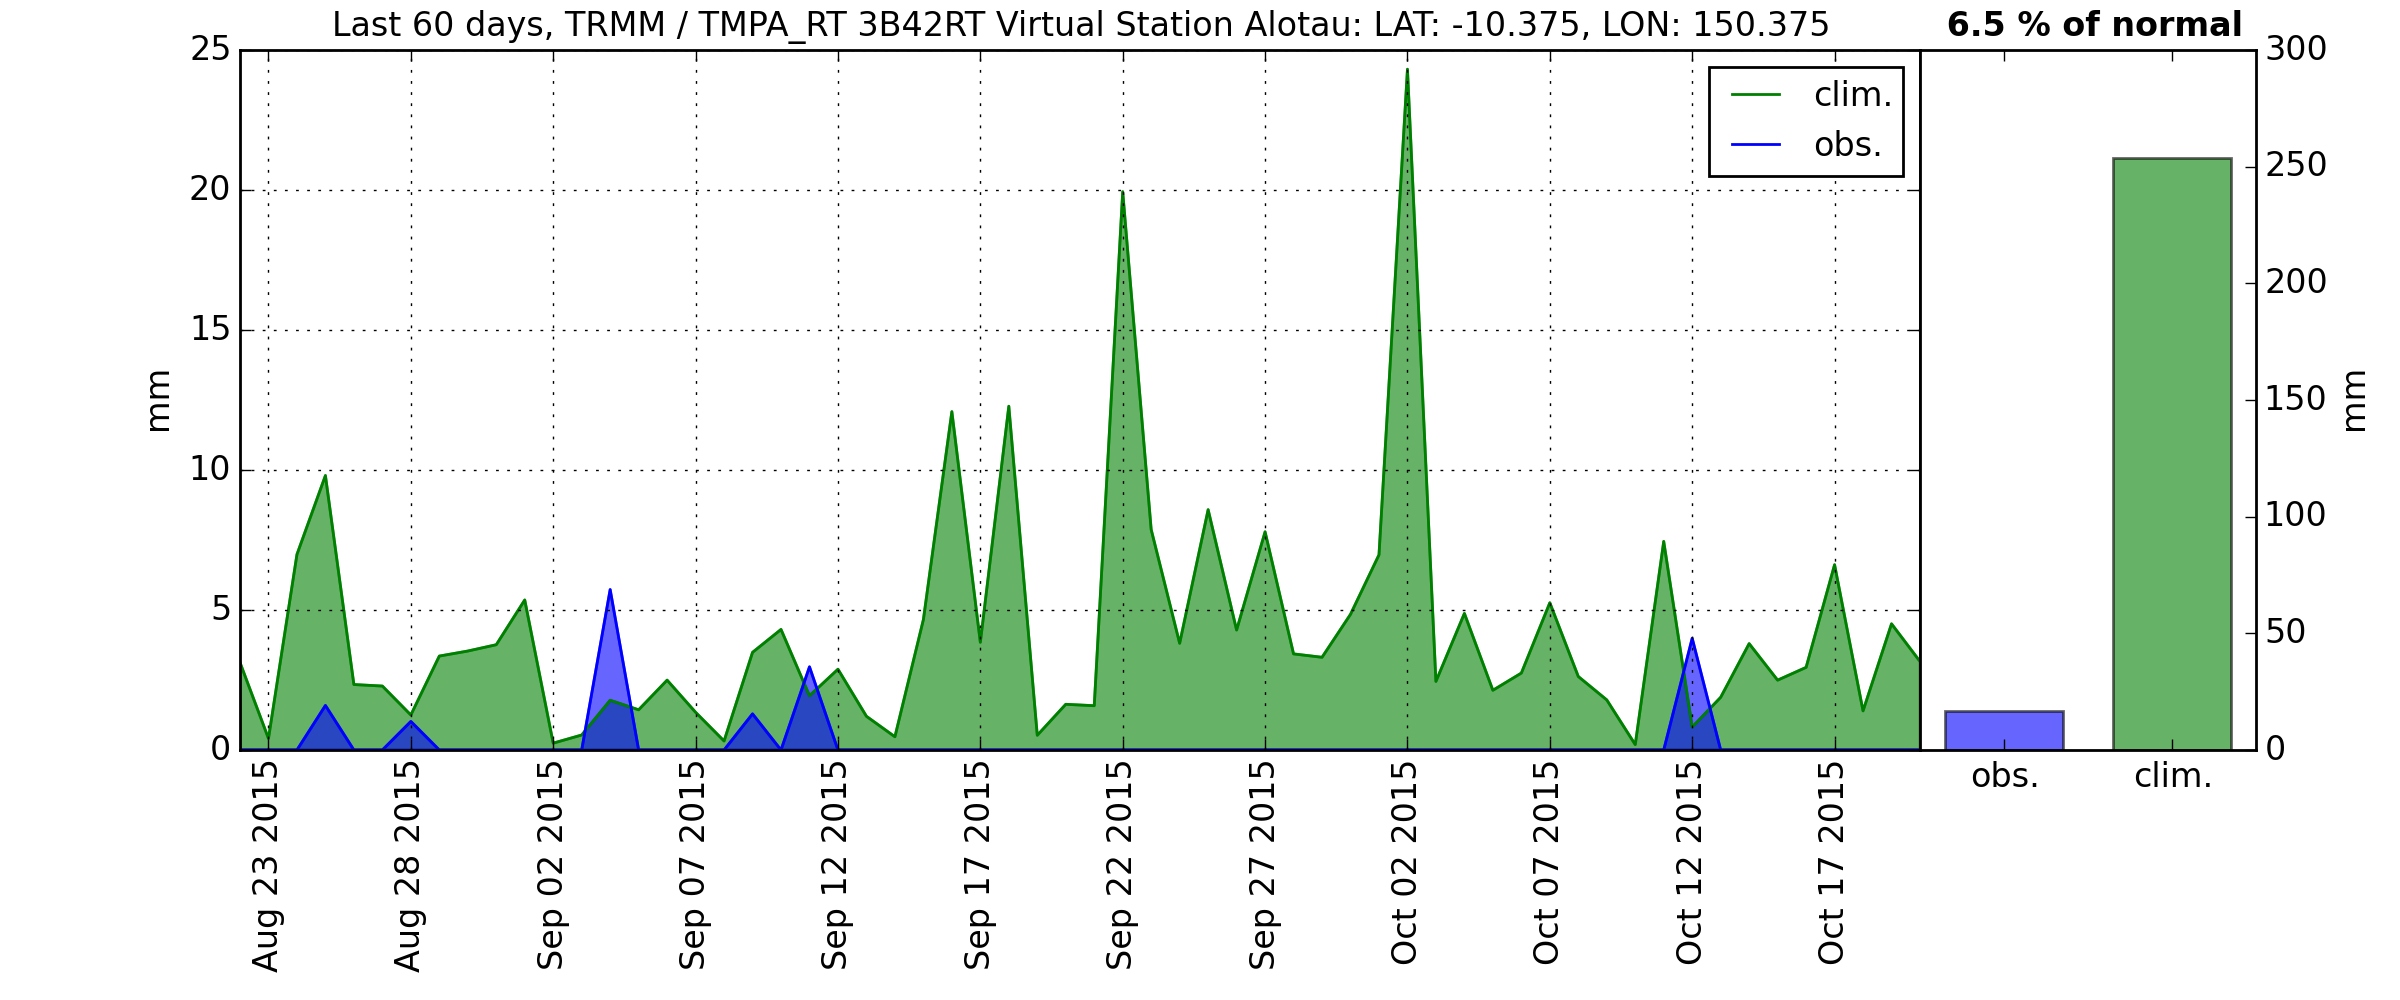 Last 60 days, TRMM / TMPA_RT 3B42RT Virtual Station Alotau: LAT: -10.375, LON: 150.375
6.5 % of normal
25
20
15
10
5
0
mm
clim.
obs.
300
250
200
150
100
50
0
mm
obs.
clim.
Aug 23 2015
Aug 28 2015
Sep 02 2015
Sep 07 2015
Sep 12 2015
Sep 17 2015
Sep 22 2015
Sep 27 2015
Oct 02 2015
Oct 07 2015
Oct 12 2015
Oct 17 2015